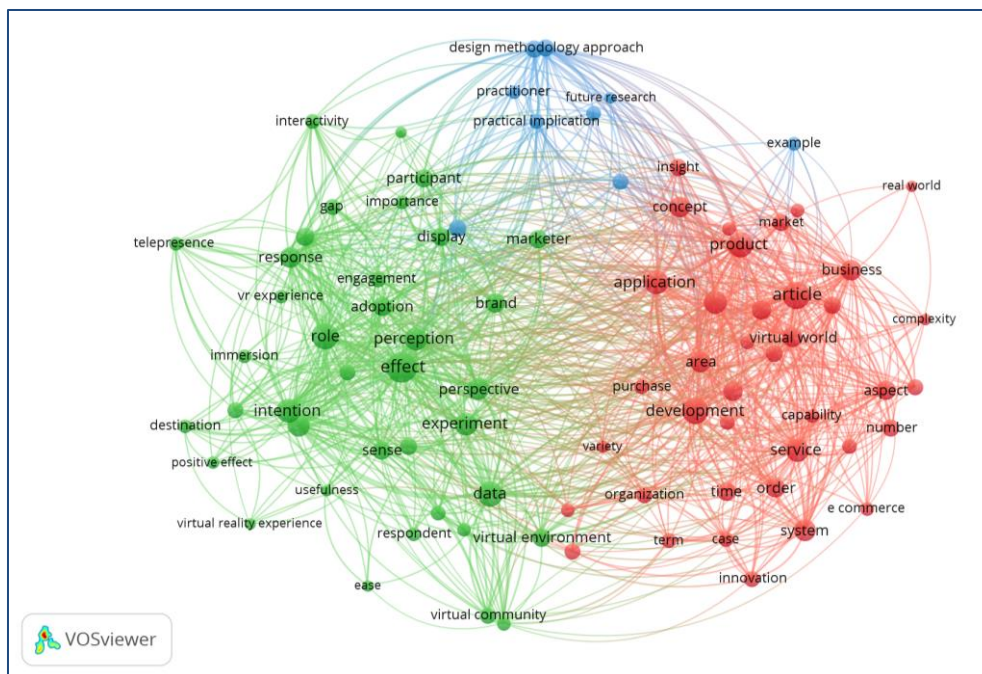 design methodology approach
practitioner
future research
practical implication
interactivity
example
insight
participant
real world
importance
concept
gap
market
telepresence
display
marketer
product
response
business
engagement
application
vr experience
article
adoption
brand
complexity
role
perception
virtual world
immersion
effect
area
perspective
purchase
aspect
intention
development
capability
destination
experiment
number
sense
variety
service
positive effect
usefulness
data
organization
time
order
virtual reality experience
e commerce
respondent
virtual environment
system
term
case
innovation
ease
virtual community
VOSviewer